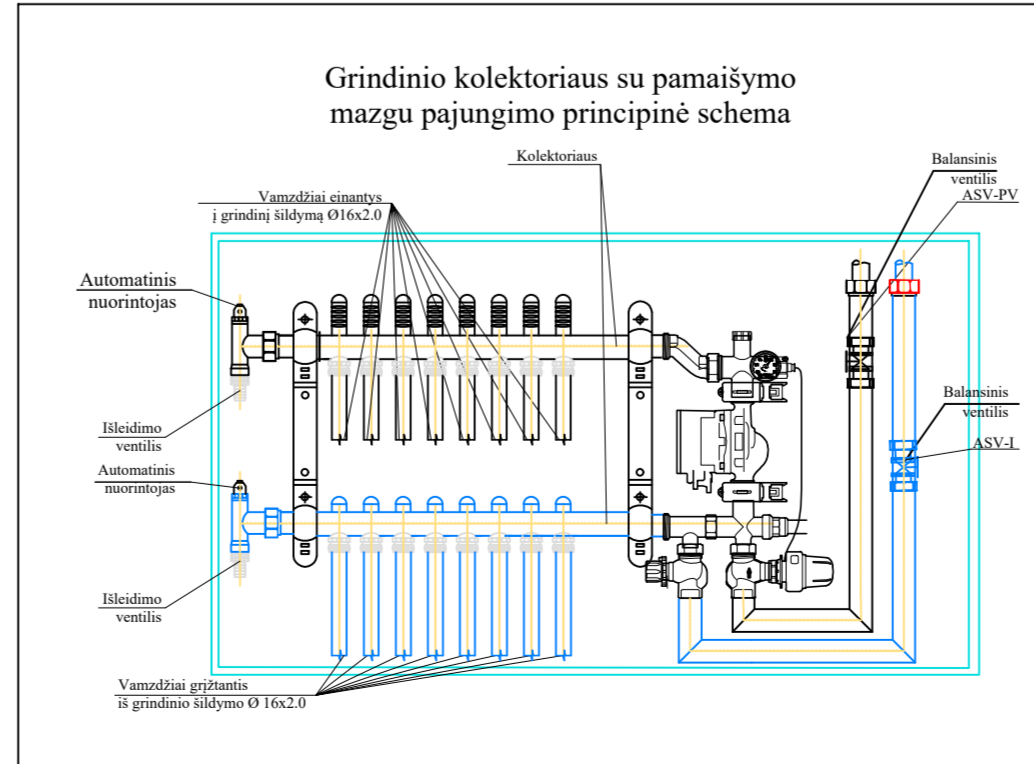 Grindinio kolektoriaus su pamaišymo
mazgu pajungimo principinė schema
Kolektoriaus
Balansinis
ventilis
ASV-PV
Vamzdžiai einantys
į grindinį šildymą Ø16x2.0
Automatinis
nuorintojas
Išleidimo
ventilis
Balansinis
ventilis
ASV-I
Automatinis
nuorintojas
Išleidimo
ventilis
Vamzdžiai grįžtantis
iš grindinio šildymo Ø 16x2.0